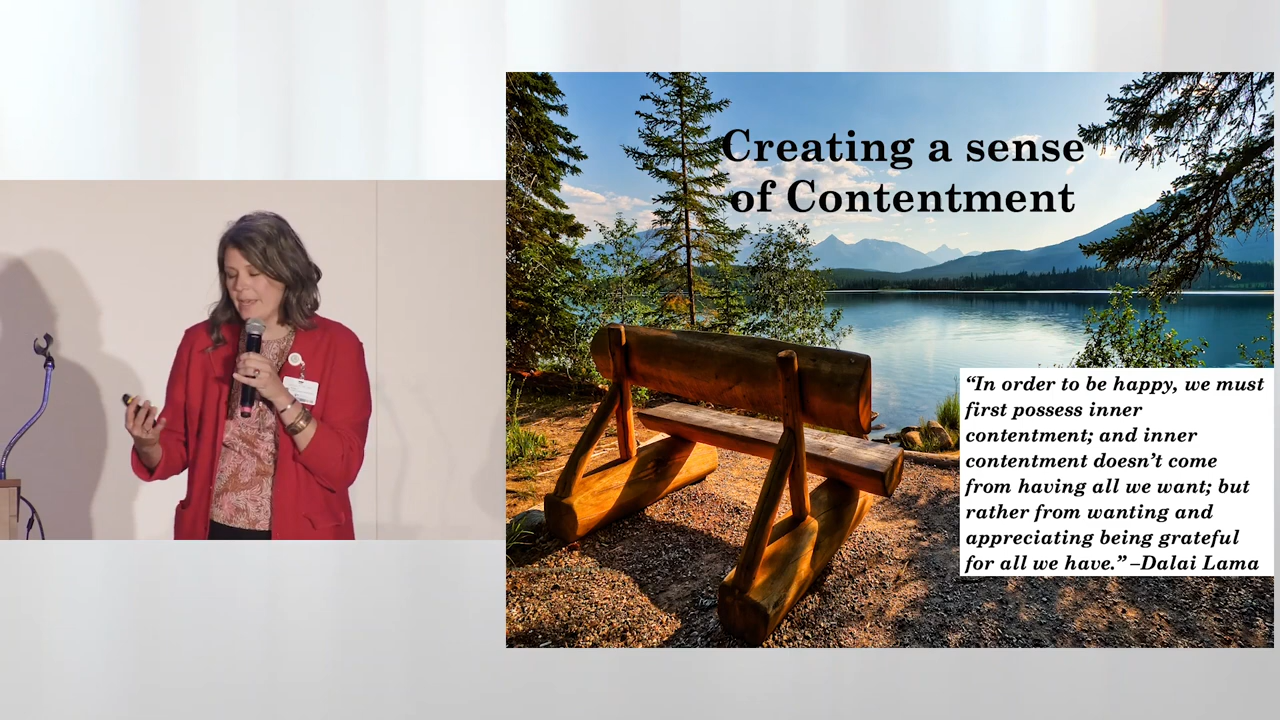 Creating a sense
of Contentment
“In order to be happy, we must
first possess inner
contentment; and inner
contentment doesn’t come
from having all we want; but
rather from wanting and
appreciating being grateful
for all we have.” –Dalai Lama